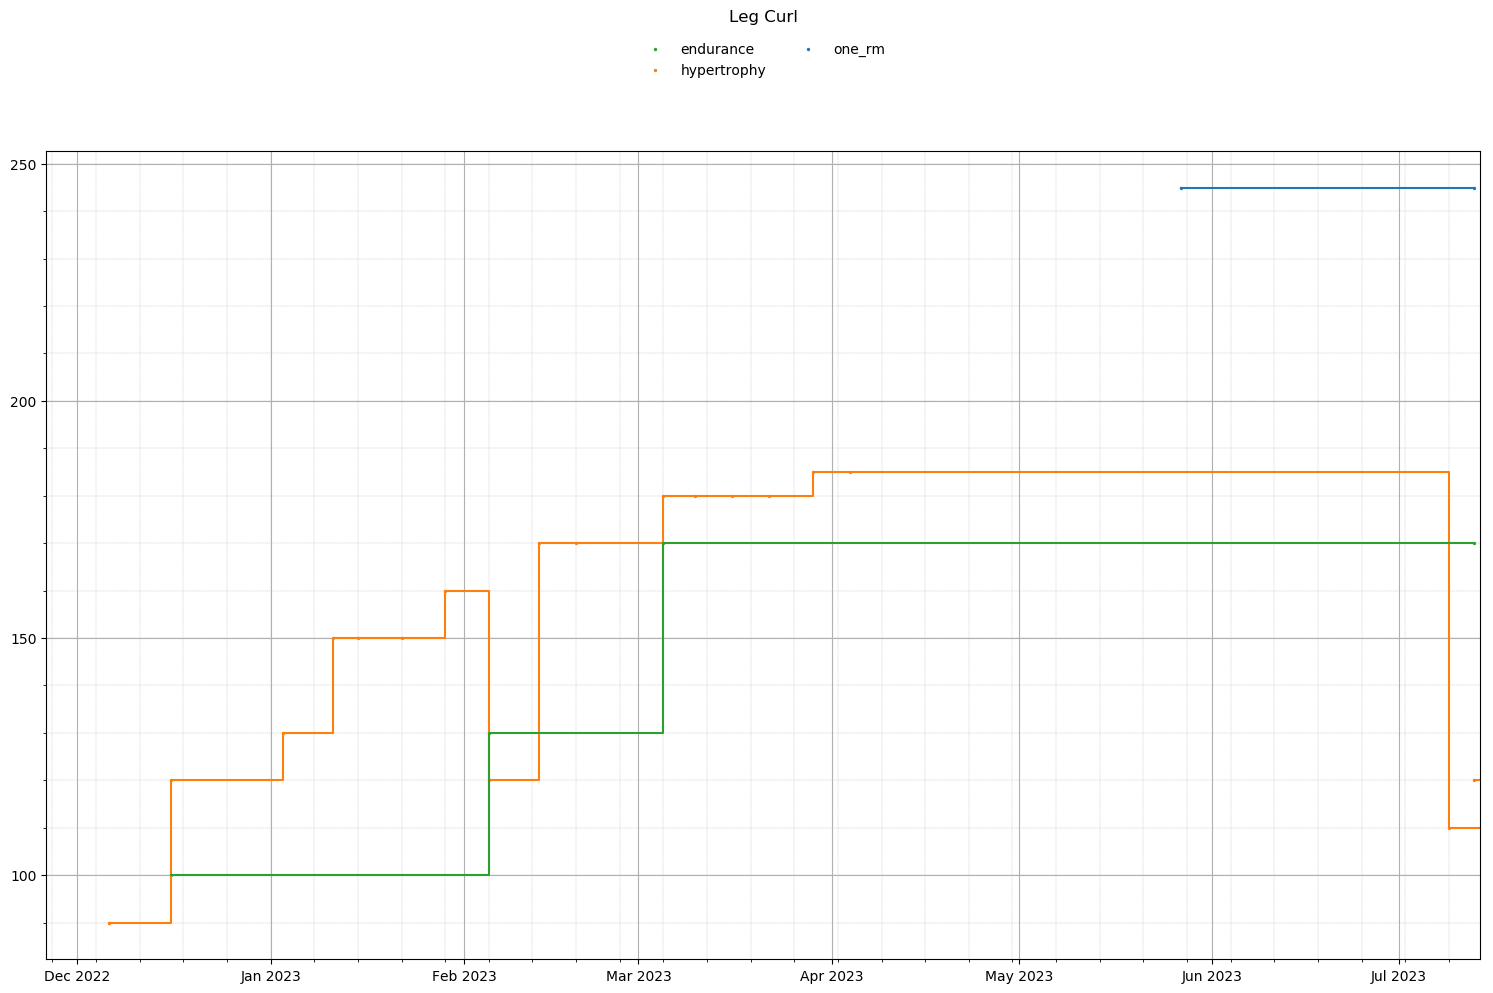 Leg Curl
endurance
one_rm
hypertrophy
250
200
150
100
Dec 2022
Jan 2023
Feb 2023
Mar 2023
Apr 2023
May 2023
Jun 2023
Jul 2023